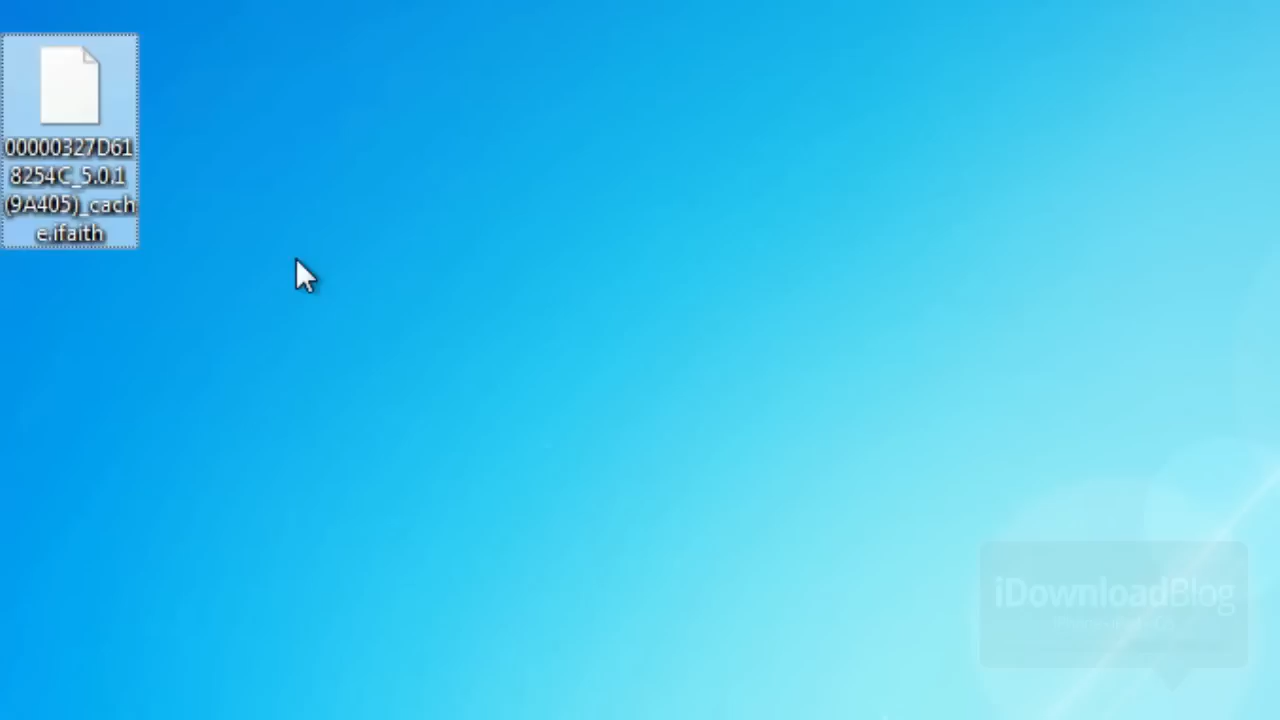 00000327D61
8254C_5.0.1
(9A405)_cach
e.ifaith
iDownloadBlog